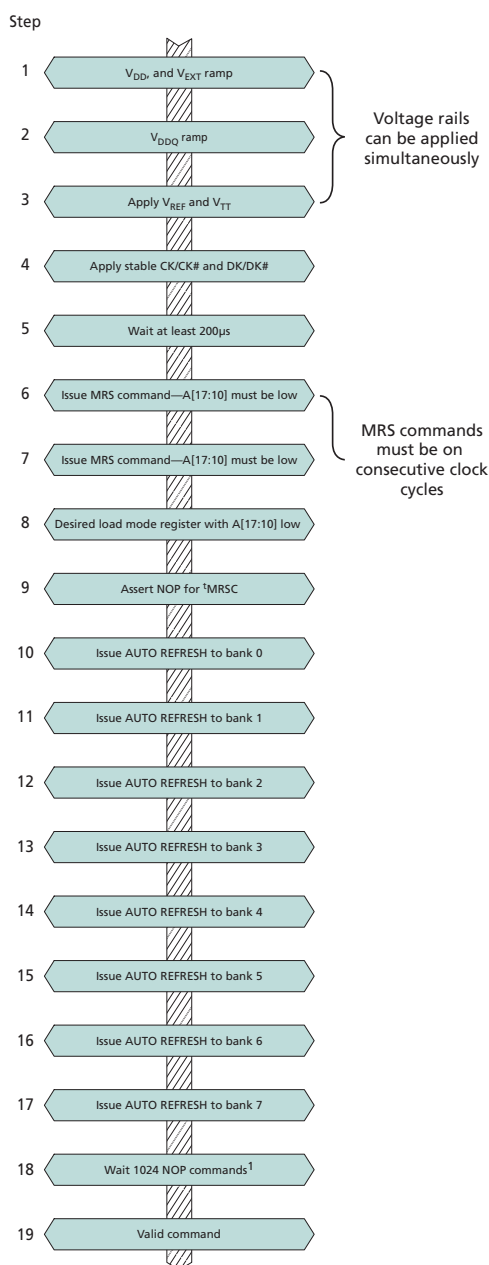 Step
1 V_DD, and V_EXT ramp
Voltage rails
can be applied
simultaneously
2 V_DDQ ramp
3 Apply V_REF and V_TT
4 Apply stable CK/CK# and DK/DK#
5 Wait at least 200µs
6 Issue MRS command—A[17:10] must be low
MRS commands
must be on
consecutive clock
cycles
7 Issue MRS command—A[17:10] must be low
8 Desired load mode register with A[17:10] low
9 Assert NOP for ᵗMRSC
10 Issue AUTO REFRESH to bank 0
11 Issue AUTO REFRESH to bank 1
12 Issue AUTO REFRESH to bank 2
13 Issue AUTO REFRESH to bank 3
14 Issue AUTO REFRESH to bank 4
15 Issue AUTO REFRESH to bank 5
16 Issue AUTO REFRESH to bank 6
17 Issue AUTO REFRESH to bank 7
18 Wait 1024 NOP commands¹
19 Valid command